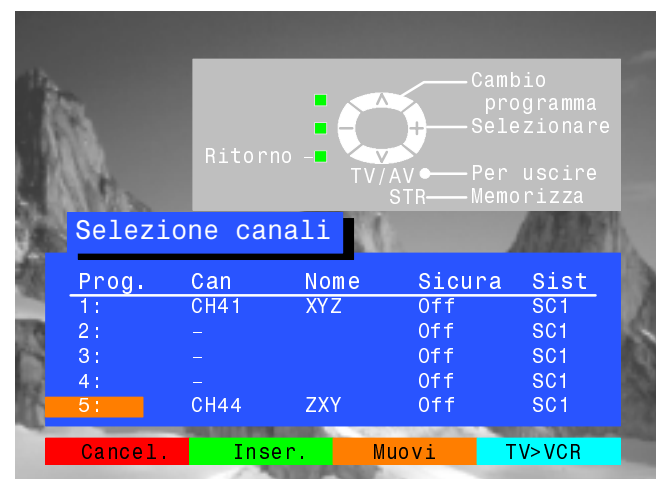 Cambio
programma
Selezionare
Ritorno
TV/AV
Per uscire
STR
Memorizza
Selezione canali
Prog. Can Nome Sicura Sist
1: CH41 XYZ Off SC1
2: – Off SC1
3: – Off SC1
4: – Off SC1
5: CH44 ZXY Off SC1
Cancel. Inser. Muovi TV>VCR